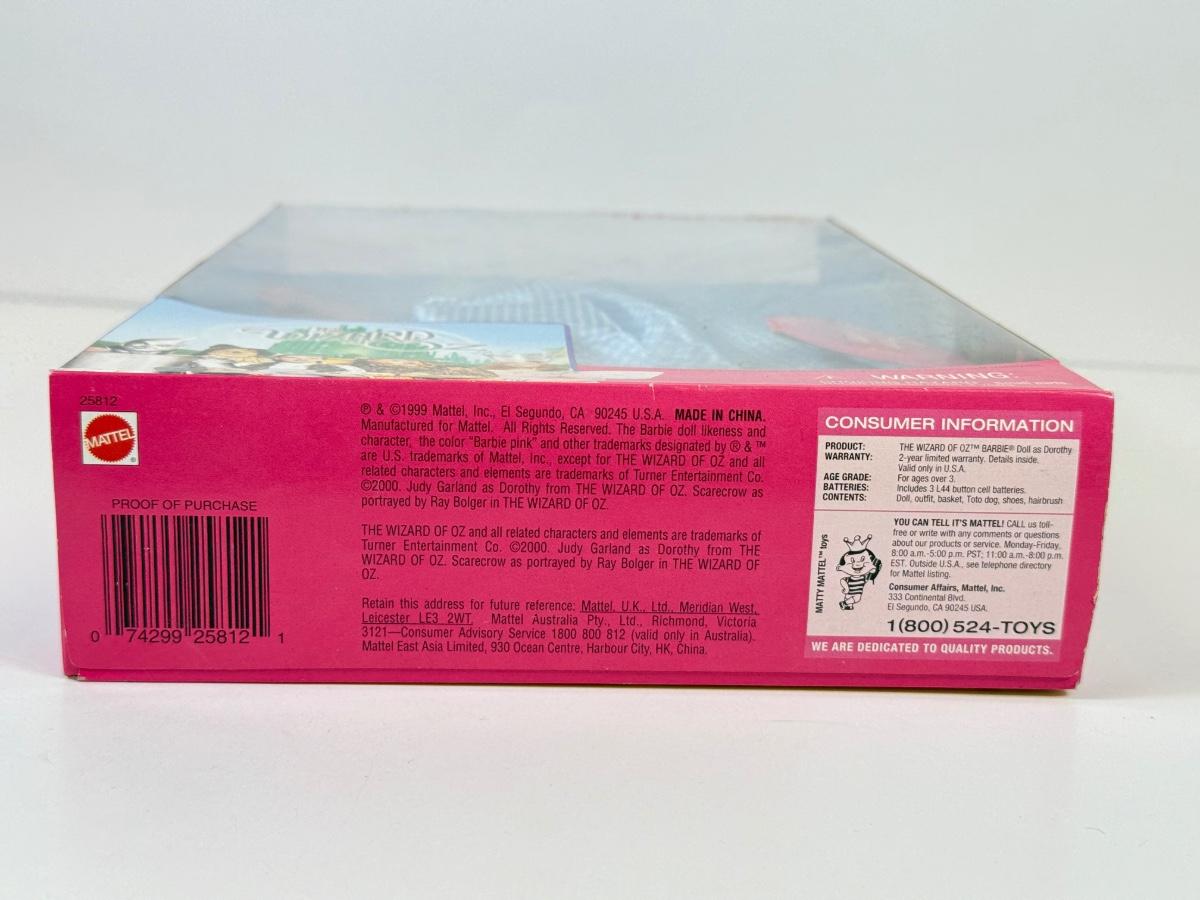 WARNING:
25812
MATTEL
®
PROOF OF PURCHASE
0 74299 25812 1
℗ & ©1999 Mattel, Inc., El Segundo, CA 90245 U.S.A. MADE IN CHINA.
Manufactured for Mattel. All Rights Reserved. The Barbie doll likeness and
character, the color "Barbie pink" and other trademarks designated by ® & ™
are U.S. trademarks of Mattel, Inc., except for THE WIZARD OF OZ and all
related characters and elements are trademarks of Turner Entertainment Co.
©2000. Judy Garland as Dorothy from THE WIZARD OF OZ. Scarecrow as
portrayed by Ray Bolger in THE WIZARD OF OZ.
THE WIZARD OF OZ and all related characters and elements are trademarks of
Turner Entertainment Co. ©2000. Judy Garland as Dorothy from THE
WIZARD OF OZ. Scarecrow as portrayed by Ray Bolger in THE WIZARD OF
OZ.
Retain this address for future reference: Mattel, U.K., Ltd., Meridian West,
Leicester LE3 2WT. Mattel Australia Pty., Ltd., Richmond, Victoria
3121—Consumer Advisory Service 1800 800 812 (valid only in Australia).
Mattel East Asia Limited, 930 Ocean Centre, Harbour City, HK, China.
CONSUMER INFORMATION
PRODUCT: THE WIZARD OF OZ™ BARBIE® Doll as Dorothy
WARRANTY: 2-year limited warranty. Details inside.
Valid only in U.S.A.
AGE GRADE: For ages over 3.
BATTERIES: Includes 3 L44 button cell batteries.
CONTENTS: Doll, outfit, basket, Toto dog, shoes, hairbrush
MATTY MATTEL™ toys
YOU CAN TELL IT'S MATTEL! CALL us toll-
free or write with any comments or questions
about our products or service. Monday-Friday,
8:00 a.m.-5:00 p.m. PST; 11:00 a.m.-8:00 p.m.
EST. Outside U.S.A., see telephone directory
for Mattel listing.
Consumer Affairs, Mattel, Inc.
333 Continental Blvd.
El Segundo, CA 90245 USA.
1(800) 524-TOYS
WE ARE DEDICATED TO QUALITY PRODUCTS.